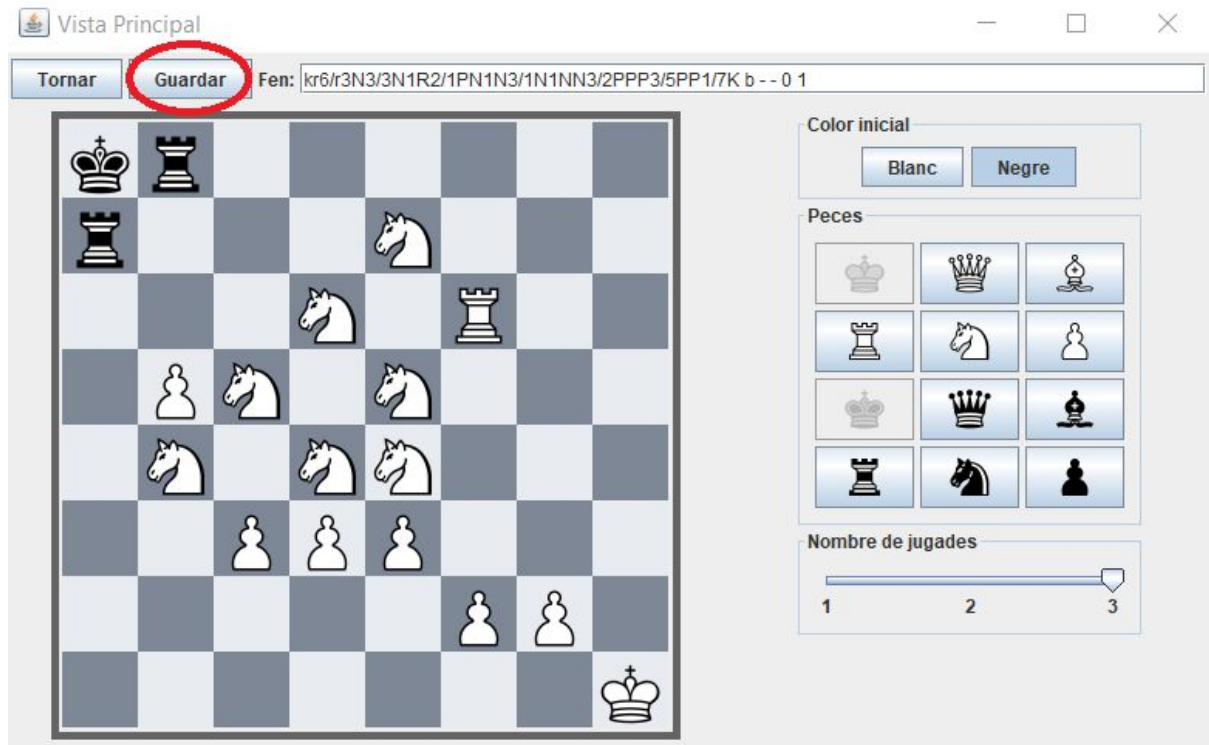 Vista Principal
Tornar Guardar Fen: kr6/r3N3/3N1R2/1PN1N3/1N1NN3/2PPP3/5PP1/7K b - - 0 1
Color inicial
Blanc Negre
Peces
Nombre de jugades
1 2 3